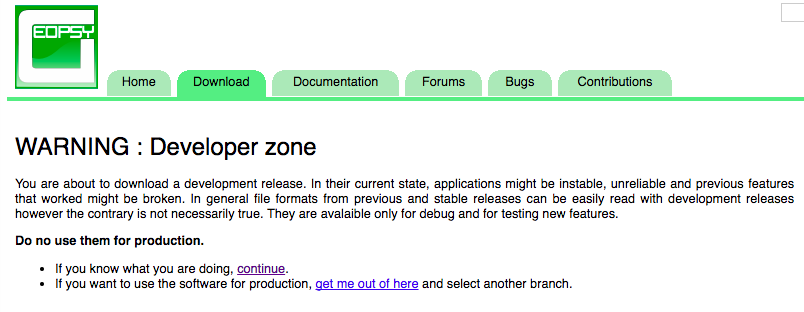 GEOPSY
Home
Download
Documentation
Forums
Bugs
Contributions
WARNING : Developer zone
You are about to download a development release. In their current state, applications might be instable, unreliable and previous features
that worked might be broken. In general file formats from previous and stable releases can be easily read with development releases
however the contrary is not necessarily true. They are avalaible only for debug and for testing new features.
Do no use them for production.
If you know what you are doing, continue.
If you want to use the software for production, get me out of here and select another branch.